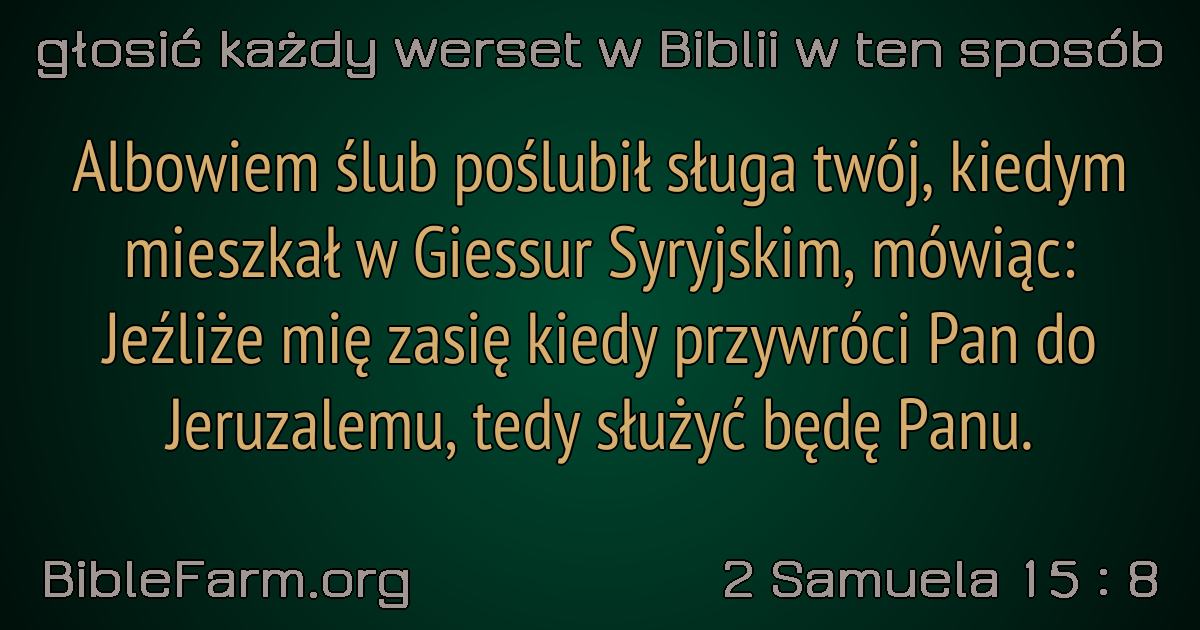 głosić każdy werset w Biblii w ten sposób
Albowiem ślub poślubił sługa twój, kiedym
mieszkał w Giessur Syryjskim, mówiąc:
Jeźliże mię zasię kiedy przywróci Pan do
Jeruzalemu, tedy służyć będę Panu.
BibleFarm.org
2 Samuela 15 : 8